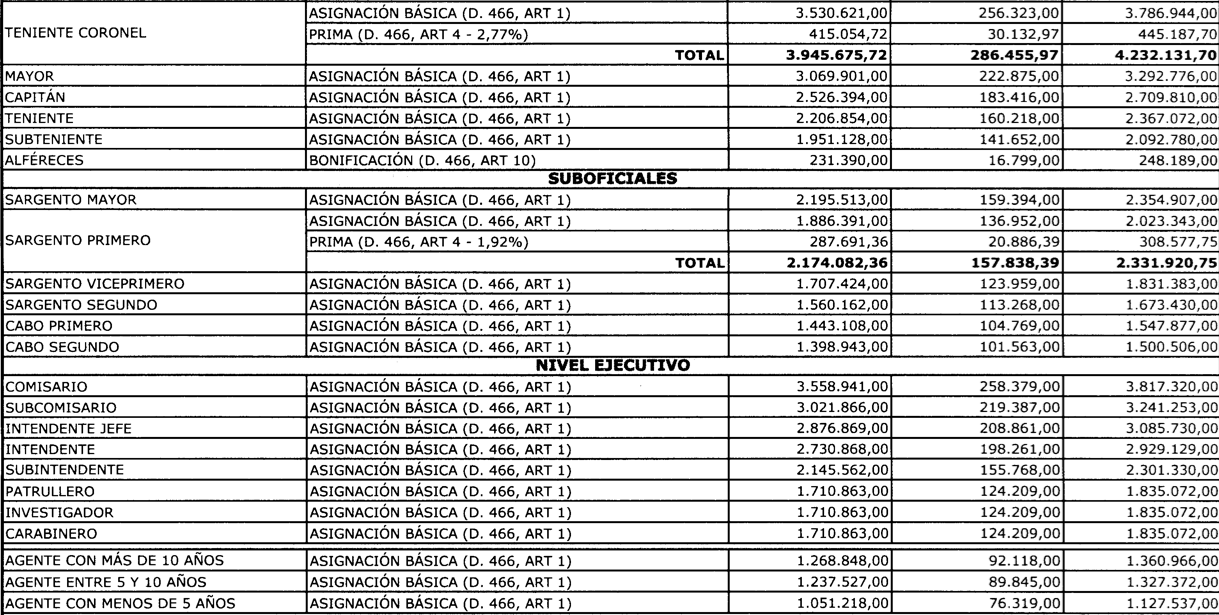 ASIGNACIÓN BÁSICA (D. 466, ART 1) 3.530.621,00 256.323,00 3.786.944,00
TENIENTE CORONEL PRIMA (D. 466, ART 4 - 2,77%) 415.054,72 30.132,97 445.187,70
TOTAL 3.945.675,72 286.455,97 4.232.131,70
MAYOR ASIGNACIÓN BÁSICA (D. 466, ART 1) 3.069.901,00 222.875,00 3.292.776,00
CAPITÁN ASIGNACIÓN BÁSICA (D. 466, ART 1) 2.526.394,00 183.416,00 2.709.810,00
TENIENTE ASIGNACIÓN BÁSICA (D. 466, ART 1) 2.206.854,00 160.218,00 2.367.072,00
SUBTENIENTE ASIGNACIÓN BÁSICA (D. 466, ART 1) 1.951.128,00 141.652,00 2.092.780,00
ALFÉRECES BONIFICACIÓN (D. 466, ART 10) 231.390,00 16.799,00 248.189,00
SUBOFICIALES
SARGENTO MAYOR ASIGNACIÓN BÁSICA (D. 466, ART 1) 2.195.513,00 159.394,00 2.354.907,00
ASIGNACIÓN BÁSICA (D. 466, ART 1) 1.886.391,00 136.952,00 2.023.343,00
SARGENTO PRIMERO PRIMA (D. 466, ART 4 - 1,92%) 287.691,36 20.886,39 308.577,75
TOTAL 2.174.082,36 157.838,39 2.331.920,75
SARGENTO VICEPRIMERO ASIGNACIÓN BÁSICA (D. 466, ART 1) 1.707.424,00 123.959,00 1.831.383,00
SARGENTO SEGUNDO ASIGNACIÓN BÁSICA (D. 466, ART 1) 1.560.162,00 113.268,00 1.673.430,00
CABO PRIMERO ASIGNACIÓN BÁSICA (D. 466, ART 1) 1.443.108,00 104.769,00 1.547.877,00
CABO SEGUNDO ASIGNACIÓN BÁSICA (D. 466, ART 1) 1.398.943,00 101.563,00 1.500.506,00
NIVEL EJECUTIVO
COMISARIO ASIGNACIÓN BÁSICA (D. 466, ART 1) 3.558.941,00 258.379,00 3.817.320,00
SUBCOMISARIO ASIGNACIÓN BÁSICA (D. 466, ART 1) 3.021.866,00 219.387,00 3.241.253,00
INTENDENTE JEFE ASIGNACIÓN BÁSICA (D. 466, ART 1) 2.876.869,00 208.861,00 3.085.730,00
INTENDENTE ASIGNACIÓN BÁSICA (D. 466, ART 1) 2.730.868,00 198.261,00 2.929.129,00
SUBINTENDENTE ASIGNACIÓN BÁSICA (D. 466, ART 1) 2.145.562,00 155.768,00 2.301.330,00
PATRULLERO ASIGNACIÓN BÁSICA (D. 466, ART 1) 1.710.863,00 124.209,00 1.835.072,00
INVESTIGADOR ASIGNACIÓN BÁSICA (D. 466, ART 1) 1.710.863,00 124.209,00 1.835.072,00
CARABINERO ASIGNACIÓN BÁSICA (D. 466, ART 1) 1.710.863,00 124.209,00 1.835.072,00
AGENTE CON MÁS DE 10 AÑOS ASIGNACIÓN BÁSICA (D. 466, ART 1) 1.268.848,00 92.118,00 1.360.966,00
AGENTE ENTRE 5 Y 10 AÑOS ASIGNACIÓN BÁSICA (D. 466, ART 1) 1.237.527,00 89.845,00 1.327.372,00
AGENTE CON MENOS DE 5 AÑOS ASIGNACIÓN BÁSICA (D. 466, ART 1) 1.051.218,00 76.319,00 1.127.537,00